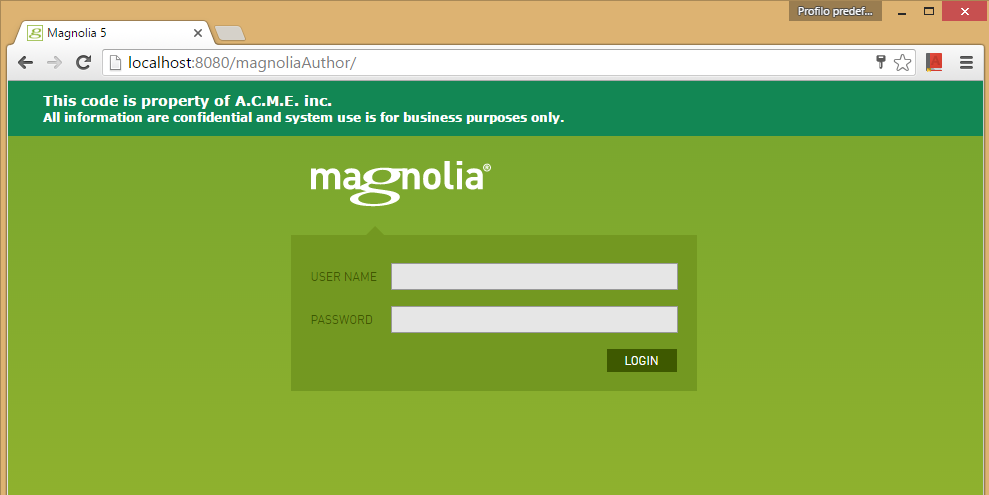 Profilo predef...
Magnolia 5
localhost:8080/magnoliaAuthor/
This code is property of A.C.M.E. inc.
All information are confidential and system use is for business purposes only.
magnolia®
USER NAME
PASSWORD
LOGIN